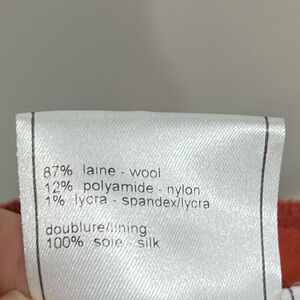 87% laine - wool
12% polyamide - nylon
1% lycra - spandex/lycra
doublure/lining
100% soie - silk